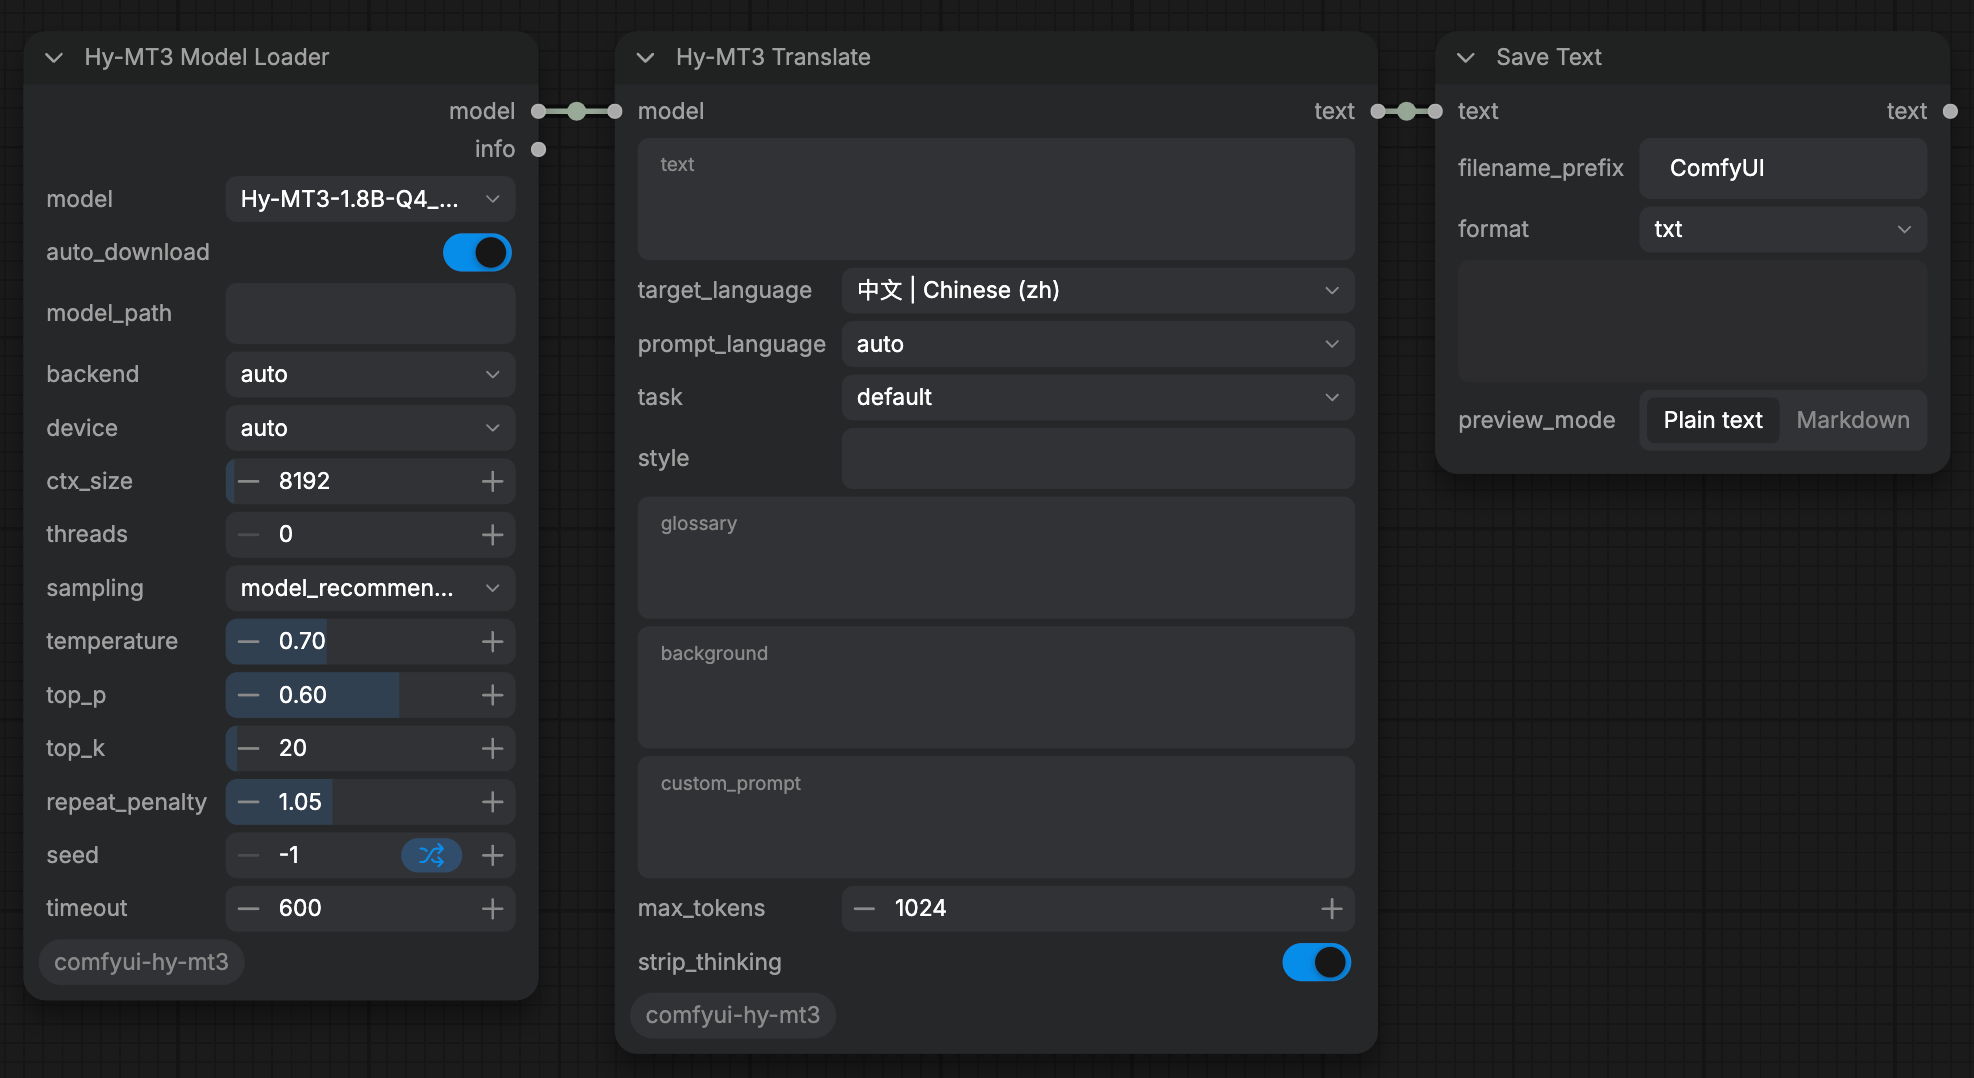 Hy-MT3 Model Loader
model
info
model
Hy-MT3-1.8B-Q4_...
auto_download
model_path
backend
auto
device
auto
ctx_size
8192
threads
0
sampling
model_recommen...
temperature
0.70
top_p
0.60
top_k
20
repeat_penalty
1.05
seed
-1
timeout
600
comfyui-hy-mt3
Hy-MT3 Translate
model
text
text
target_language
中文 | Chinese (zh)
prompt_language
auto
task
default
style
glossary
background
custom_prompt
max_tokens
1024
strip_thinking
comfyui-hy-mt3
Save Text
text
text
filename_prefix
ComfyUI
format
txt
preview_mode
Plain text
Markdown